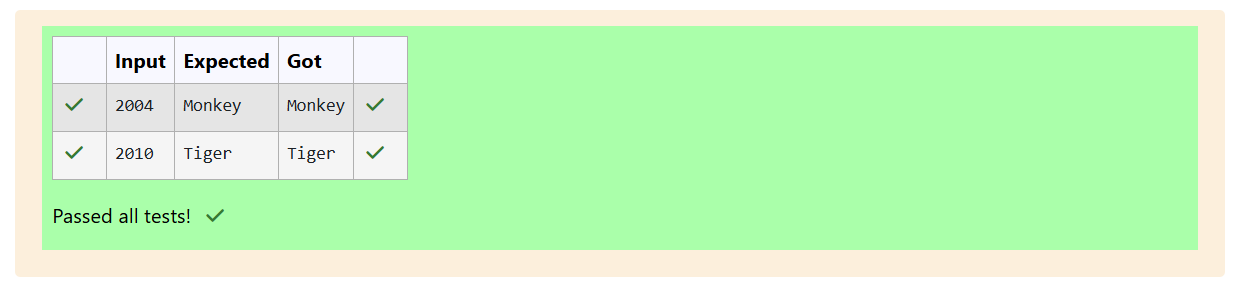 Input Expected Got
2004 Monkey Monkey
2010 Tiger Tiger
Passed all tests!